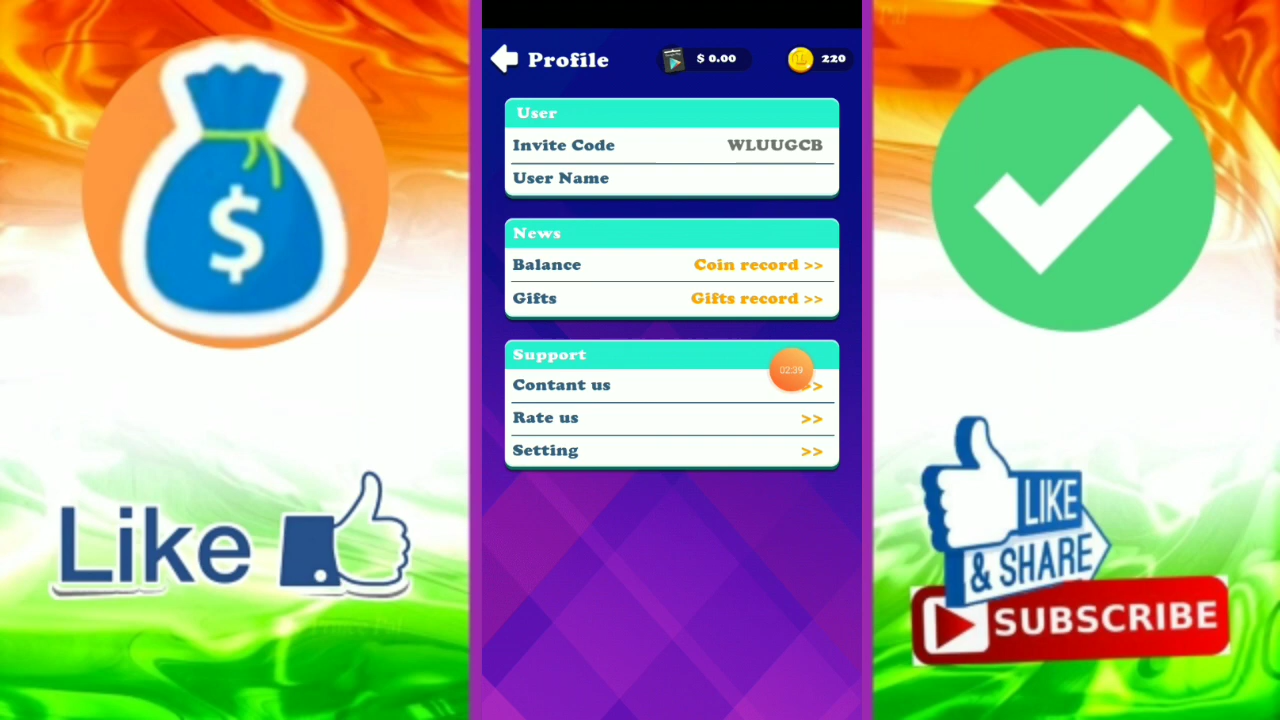 Profile
$ 0.00
220
User
Invite Code WLUUGCB
User Name
News
Balance Coin record >>
Gifts Gifts record >>
Support
02:39
Contant us >>
Rate us >>
Setting >>
$
Like
LIKE
& SHARE
SUBSCRIBE